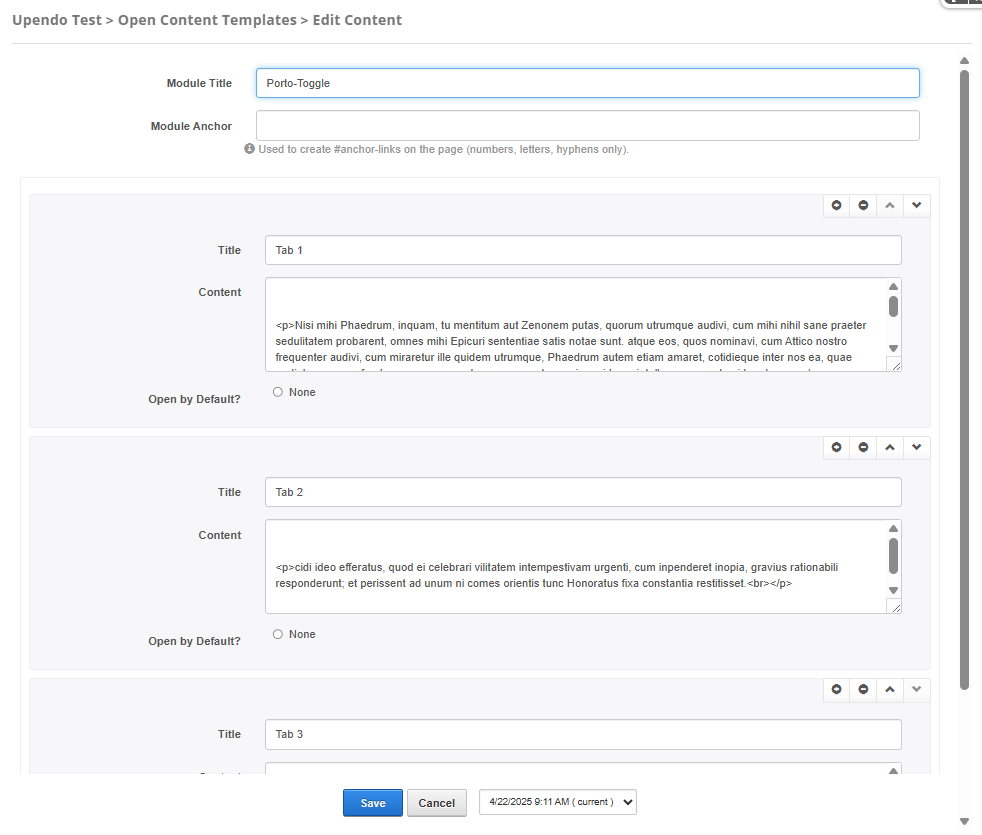 Upendo Test > Open Content Templates > Edit Content
Module Title
Porto-Toggle
Module Anchor
Used to create #anchor-links on the page (numbers, letters, hyphens only).
Title
Tab 1
Content
<p>Nisi mihi Phaedrum, inquam, tu mentitum aut Zenonem putas, quorum utrumque audivi, cum mihi nihil sane praeter
sedulitatem probarent, omnes mihi Epicuri sententiae satis notae sunt. atque eos, quos nominavi, cum Attico nostro
frequenter audivi, cum miraretur ille quidem utrumque, Phaedrum autem etiam amaret, cotidieque inter nos ea, quae
Open by Default?
None
Title
Tab 2
Content
<p>cidi ideo efferatus, quod ei celebrari vilitatem intempestivam urgenti, cum inpenderet inopia, gravius rationabili
responderunt; et perissent ad unum ni comes orientis tunc Honoratus fixa constantia restitisset.<br></p>
Open by Default?
None
Title
Tab 3
Save
Cancel
4/22/2025 9:11 AM ( current )